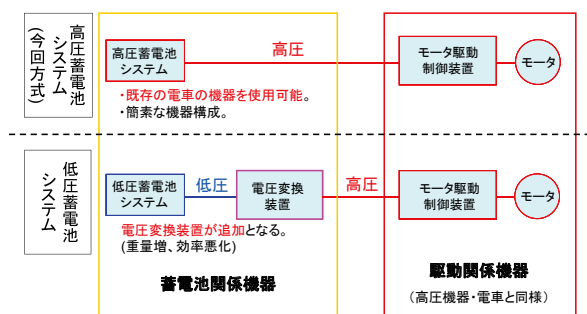 高圧蓄電池
システム
(今回方式)
高圧蓄電池
システム
高圧
モータ駆動
制御装置
モータ
・既存の電車の機器を使用可能。
・簡素な機器構成。
低圧蓄電池
システム
低圧蓄電池
システム
低圧
電圧変換
装置
高圧
モータ駆動
制御装置
モータ
電圧変換装置が追加となる。
(重量増、効率悪化)
蓄電池関係機器
駆動関係機器
(高圧機器・電車と同様)